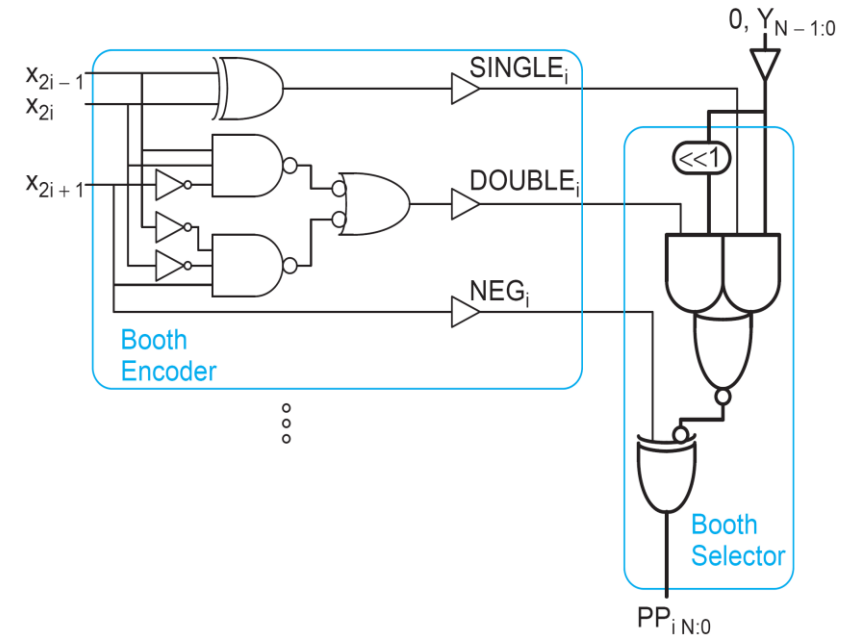 0, Y_{N – 1:0}
x_{2i – 1}
SINGLE_i
x_{2i}
<<1
x_{2i + 1}
DOUBLE_i
NEG_i
Booth
Encoder
Booth
Selector
PP_{i N:0}